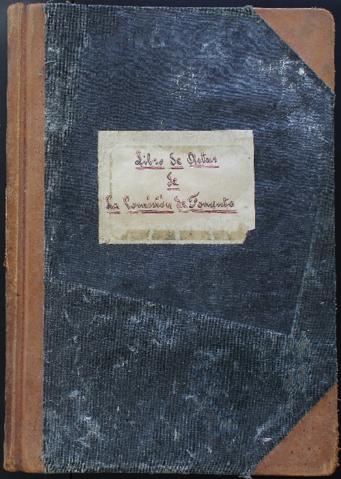 Libro de Actas
de
La Comisión de Fomento